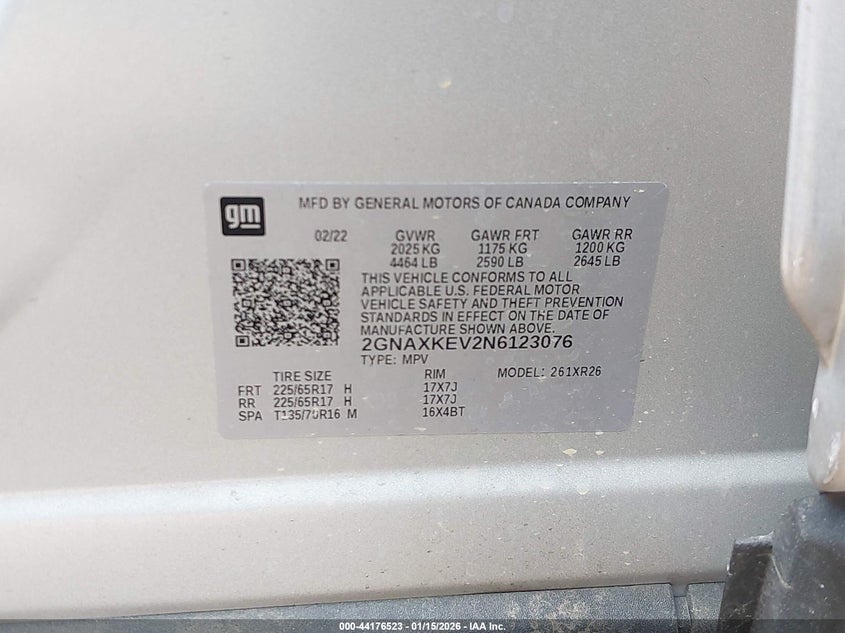 gm
MFD BY GENERAL MOTORS OF CANADA COMPANY
02/22 GVWR GAWR FRT GAWR RR
2025 KG 1175 KG 1200 KG
4464 LB 2590 LB 2645 LB
THIS VEHICLE CONFORMS TO ALL
APPLICABLE U.S. FEDERAL MOTOR
VEHICLE SAFETY AND THEFT PREVENTION
STANDARDS IN EFFECT ON THE DATE OF
MANUFACTURE SHOWN ABOVE.
2GNAXKEV2N6123076
TYPE: MPV
TIRE SIZE RIM MODEL: 261XR26
FRT 225/65R17 H 17X7J
RR 225/65R17 H 17X7J
SPA T135/70R16 M 16X4BT
000-44176523 - 01/15/2026 - IAA Inc.